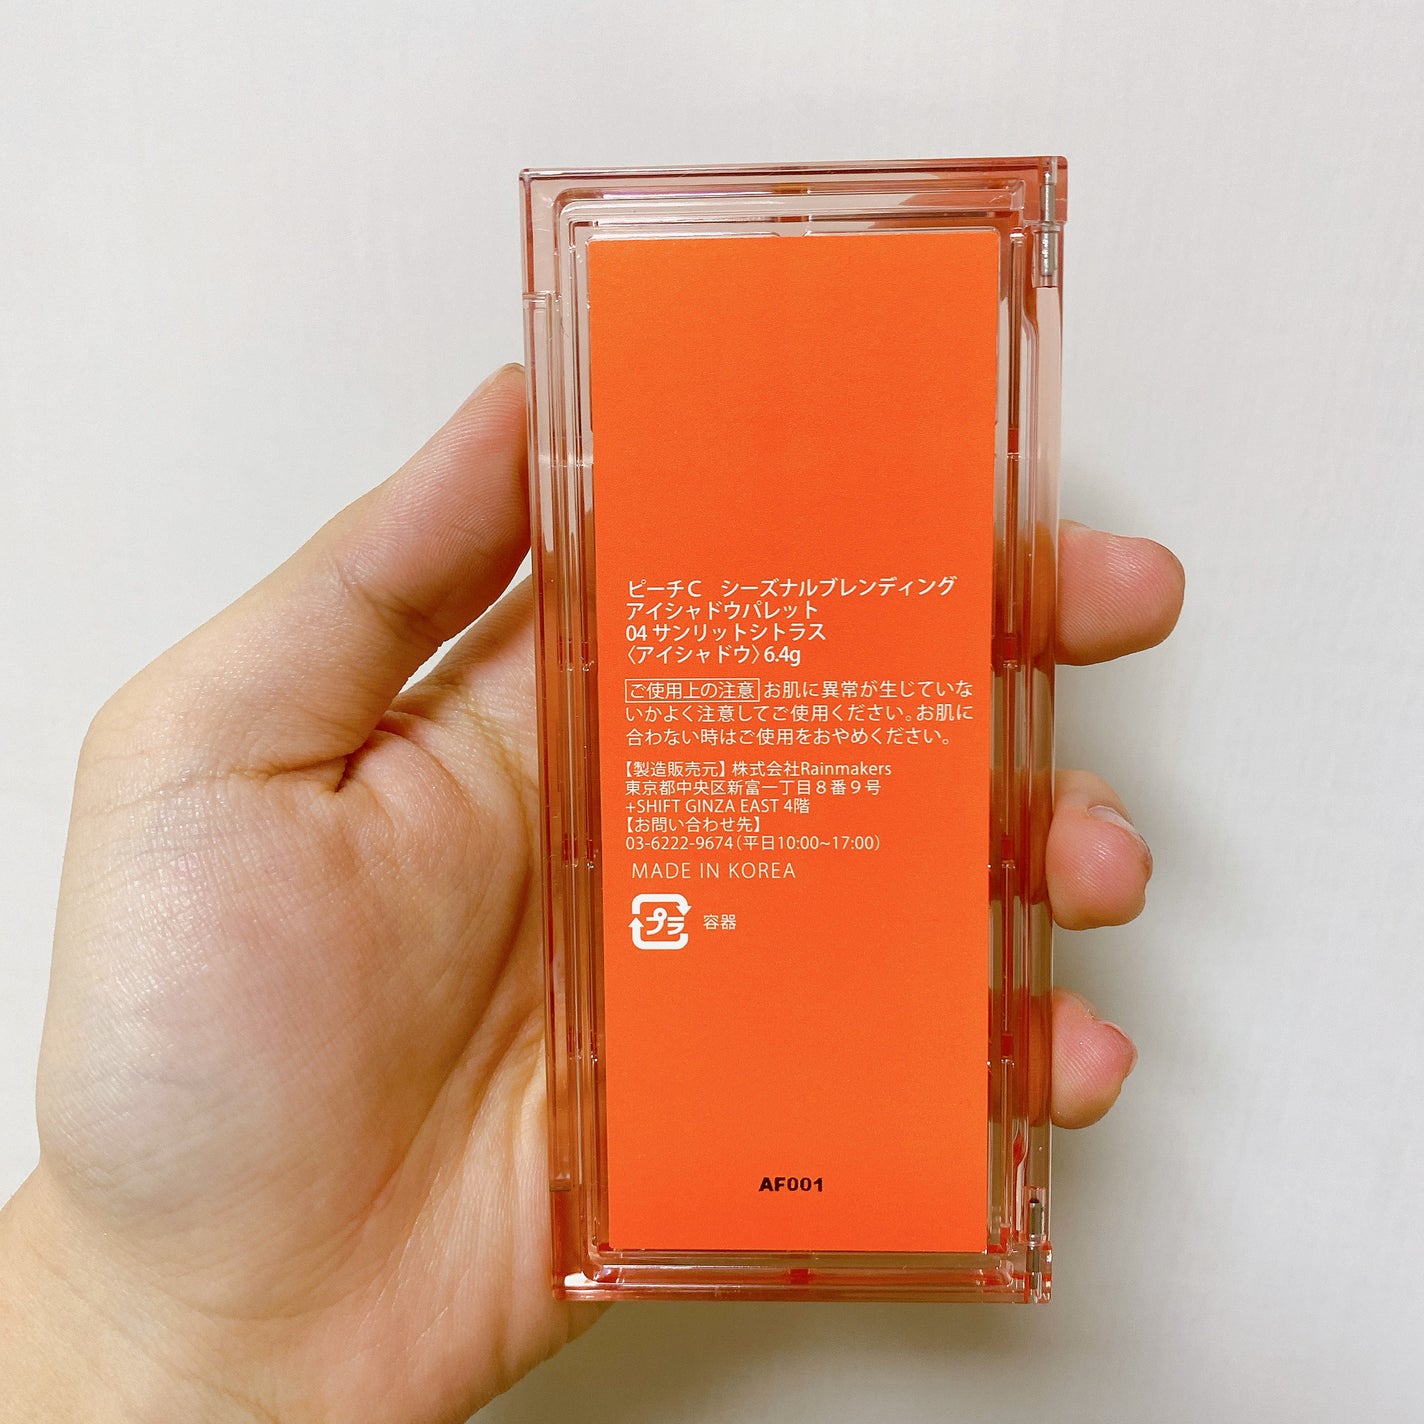 ピーチC　シーズナルブレンディング
アイシャドウパレット
04 サンリットシトラス
〈アイシャドウ〉6.4g
ご使用上の注意 お肌に異常が生じていな
いかよく注意してご使用ください。お肌に
合わない時はご使用をおやめください。
【製造販売元】株式会社Rainmakers
東京都中央区新富一丁目８番９号
+SHIFT GINZA EAST 4階
【お問い合わせ先】
03-6222-9674（平日10:00~17:00）
MADE IN KOREA
プラ 容器
AF001